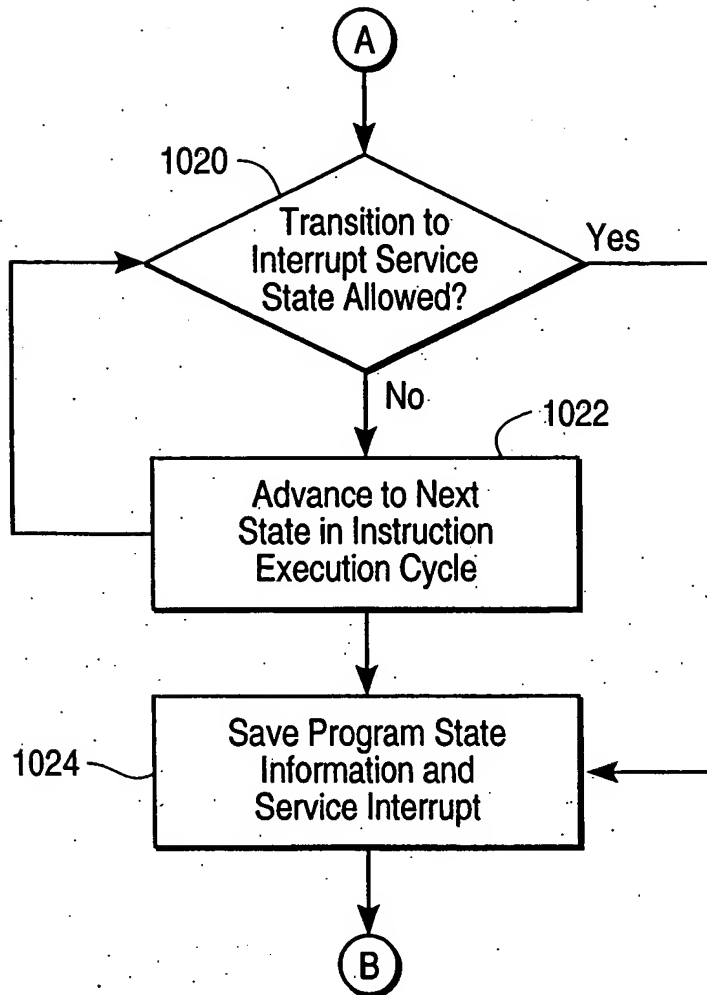 A
1020
Transition to
Interrupt Service
State Allowed?
Yes
No
1022
Advance to Next
State in Instruction
Execution Cycle
1024
Save Program State
Information and
Service Interrupt
B